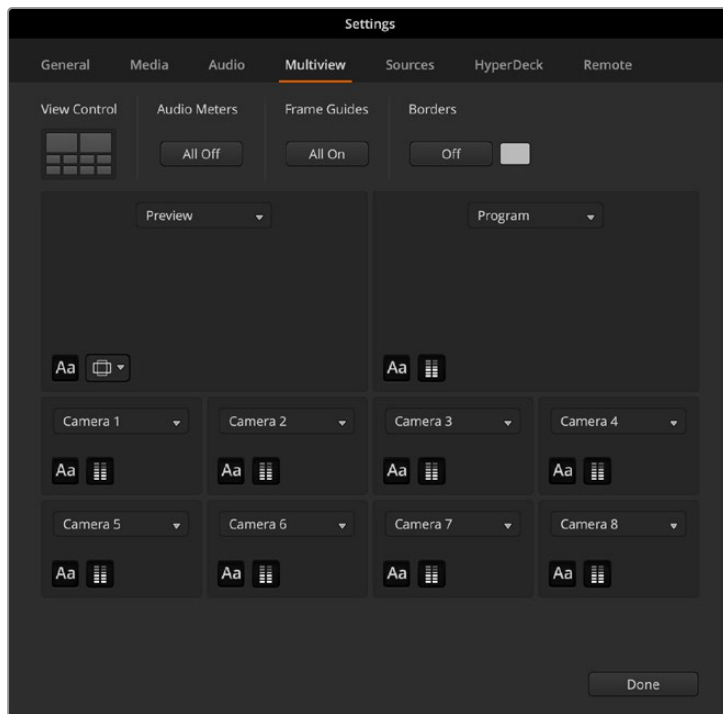 Settings
General Media Audio Multiview Sources HyperDeck Remote
View Control Audio Meters Frame Guides Borders
All Off All On Off
Preview Program
Aa Aa
Camera 1 Camera 2 Camera 3 Camera 4
Aa Aa Aa Aa
Camera 5 Camera 6 Camera 7 Camera 8
Aa Aa Aa Aa
Done